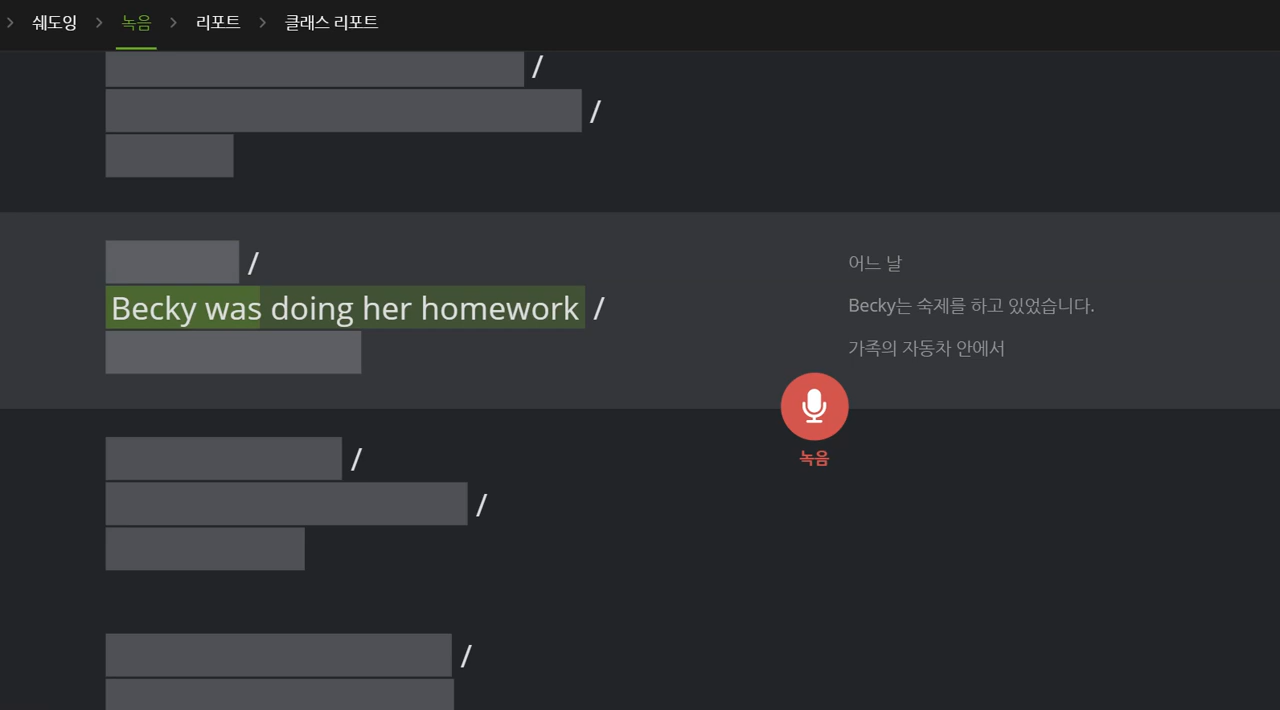 쉐도잉 녹음 리포트 클래스 리포트
/
/
/
Becky was doing her homework /
어느 날
Becky는 숙제를 하고 있었습니다.
가족의 자동차 안에서
녹음
/
/
/